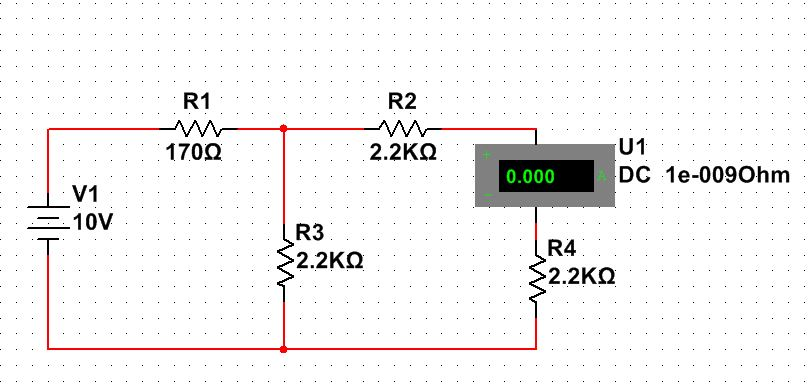 R1
170Ω
R2
2.2KΩ
U1
DC 1e-009Ohm
+
0.000 A
-
V1
10V
R3
2.2KΩ
R4
2.2KΩ